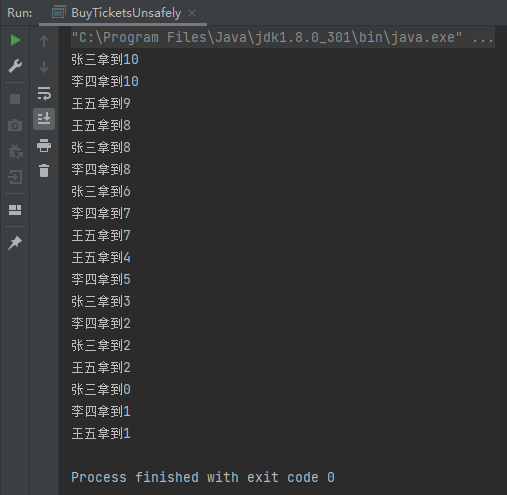 Run: BuyTicketsUnsafely
"C:\Program Files\Java\jdk1.8.0_301\bin\java.exe" ...
张三拿到10
李四拿到10
王五拿到9
王五拿到8
张三拿到8
李四拿到8
张三拿到6
李四拿到7
王五拿到7
王五拿到4
李四拿到5
张三拿到3
李四拿到2
张三拿到2
王五拿到2
张三拿到0
李四拿到1
王五拿到1
Process finished with exit code 0